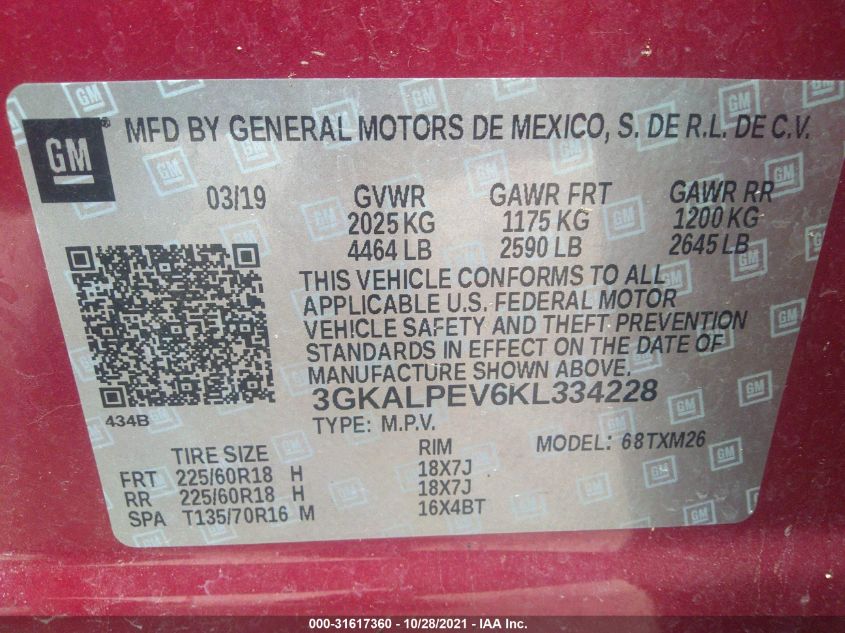 GM
MFD BY GENERAL MOTORS DE MEXICO, S. DE R.L. DE C.V.
03/19 GVWR GAWR FRT GAWR RR
2025 KG 1175 KG 1200 KG
4464 LB 2590 LB 2645 LB
THIS VEHICLE CONFORMS TO ALL
APPLICABLE U.S. FEDERAL MOTOR
VEHICLE SAFETY AND THEFT PREVENTION
STANDARDS IN EFFECT ON THE DATE OF
MANUFACTURE SHOWN ABOVE.
434B
3GKALPEV6KL334228
TYPE: M.P.V. MODEL: 68TXM26
TIRE SIZE RIM
FRT 225/60R18 H 18X7J
RR 225/60R18 H 18X7J
SPA T135/70R16 M 16X4BT
000-31617360 - 10/28/2021 - IAA Inc.